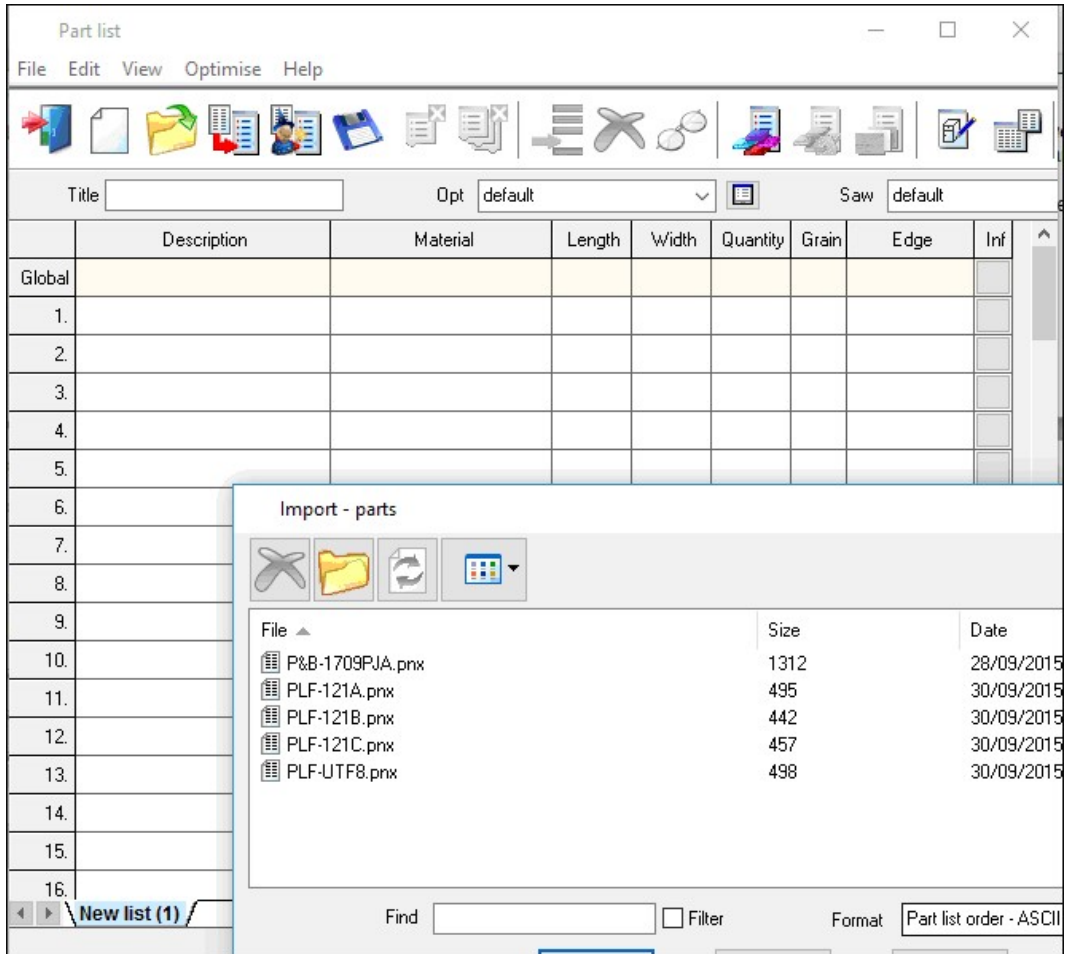 Part list
File Edit View Optimise Help
Title Opt default Saw default
Description Material Length Width Quantity Grain Edge Inf
Global
1.
2.
3.
4.
5.
6.
7.
8.
9.
10.
11.
12.
13.
14.
15.
16.
New list (1)
Import - parts
File Size Date
P&B-1709PJA.pnx 1312 28/09/2015
PLF-121A.pnx 495 30/09/2015
PLF-121B.pnx 442 30/09/2015
PLF-121C.pnx 457 30/09/2015
PLF-UTF8.pnx 498 30/09/2015
Find Filter Format Part list order - ASCII